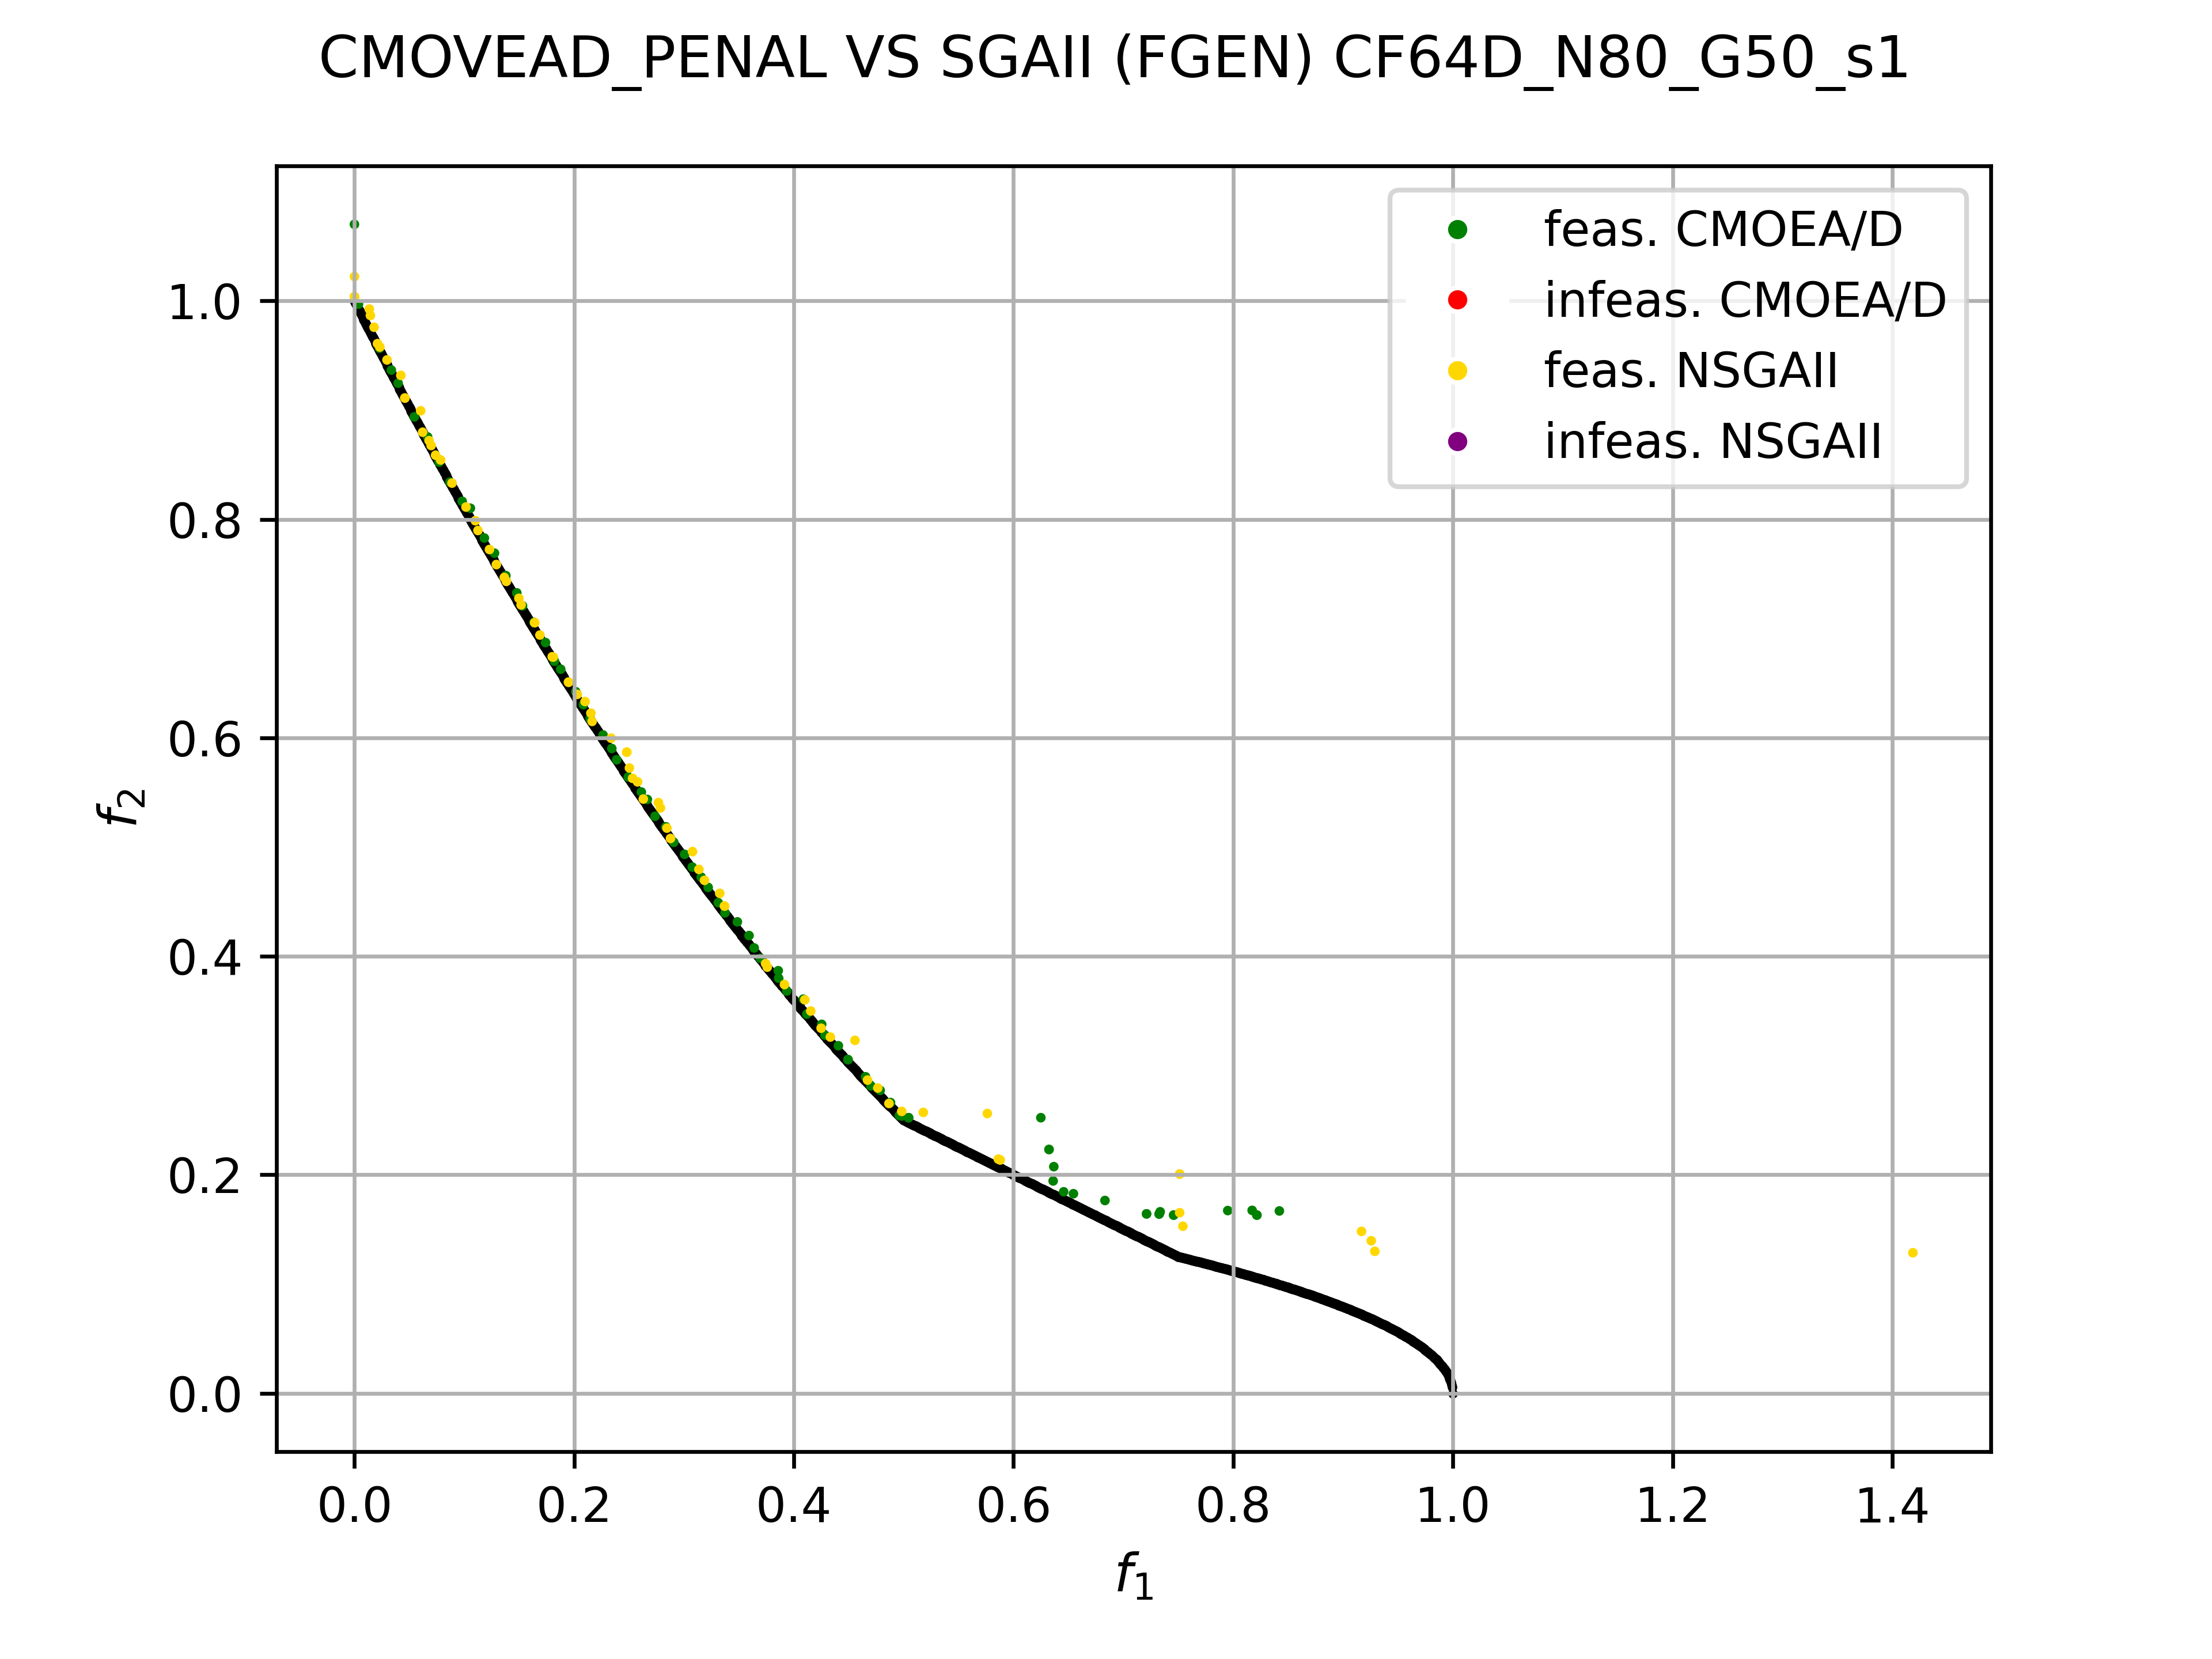 CMOVEAD_PENAL VS SGAII (FGEN) CF64D_N80_G50_s1
feas. CMOEA/D
infeas. CMOEA/D
feas. NSGAII
infeas. NSGAII
1.0
0.8
0.6
0.4
0.2
0.0
f2
0.0 0.2 0.4 0.6 0.8 1.0 1.2 1.4
f1